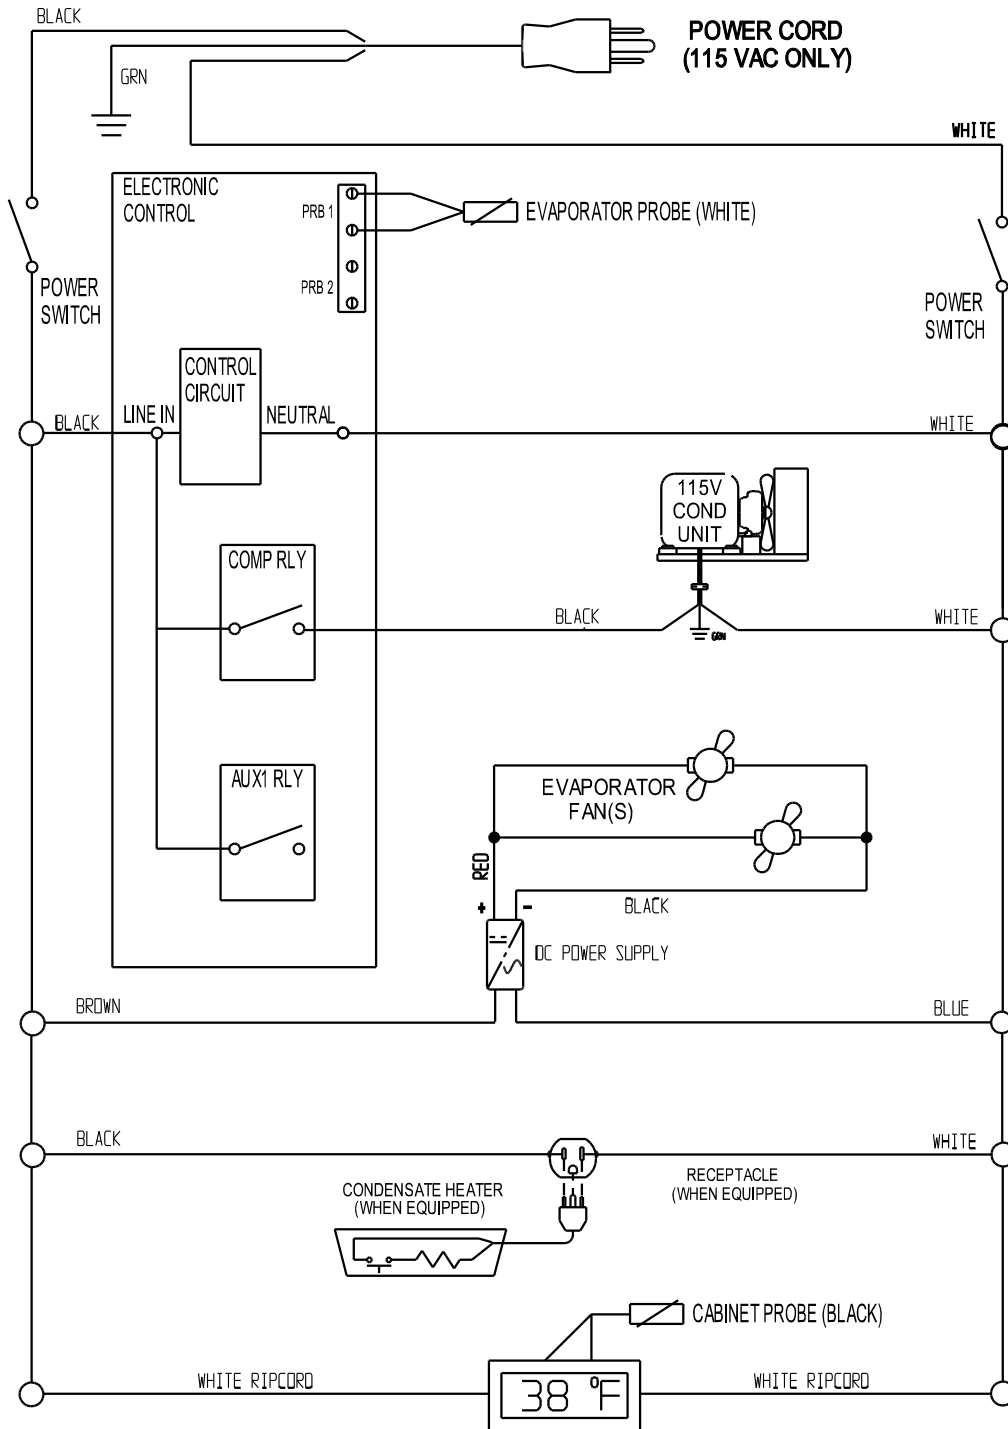 BLACK
POWER CORD
(115 VAC ONLY)
GRN
WHITE
ELECTRONIC
CONTROL
PRB 1
EVAPORATOR PROBE (WHITE)
PRB 2
POWER
SWITCH
POWER
SWITCH
CONTROL
CIRCUIT
BLACK
LINE IN
NEUTRAL
WHITE
115V
COND
UNIT
COMP RLY
BLACK
WHITE
GRN
AUX1 RLY
EVAPORATOR
FAN(S)
RED
+
-
BLACK
DC POWER SUPPLY
BROWN
BLUE
BLACK
WHITE
RECEPTACLE
(WHEN EQUIPPED)
CONDENSATE HEATER
(WHEN EQUIPPED)
CABINET PROBE (BLACK)
WHITE RIPCORD
38 °F
WHITE RIPCORD